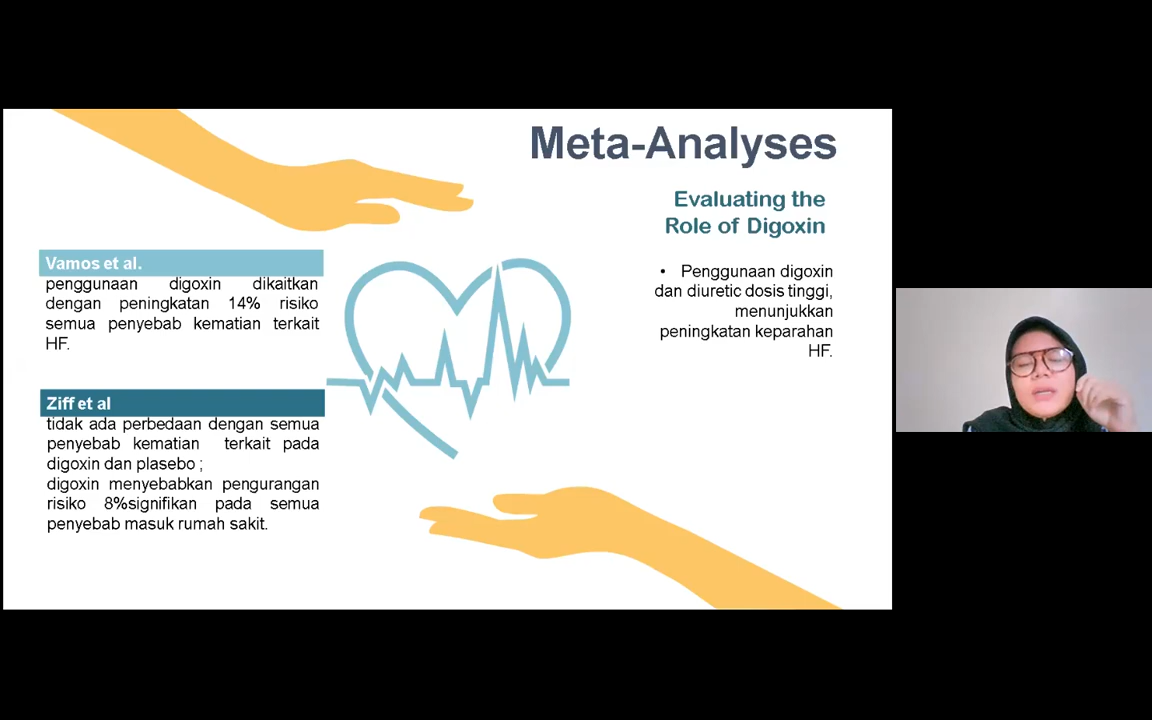 Meta-Analyses
Evaluating the
Role of Digoxin
• Penggunaan digoxin
dan diuretic dosis tinggi,
menunjukkan
peningkatan keparahan
HF.
Vamos et al.
penggunaan digoxin dikaitkan
dengan peningkatan 14% risiko
semua penyebab kematian terkait
HF.
Ziff et al
tidak ada perbedaan dengan semua
penyebab kematian terkait pada
digoxin dan plasebo ;
digoxin menyebabkan pengurangan
risiko 8%signifikan pada semua
penyebab masuk rumah sakit.